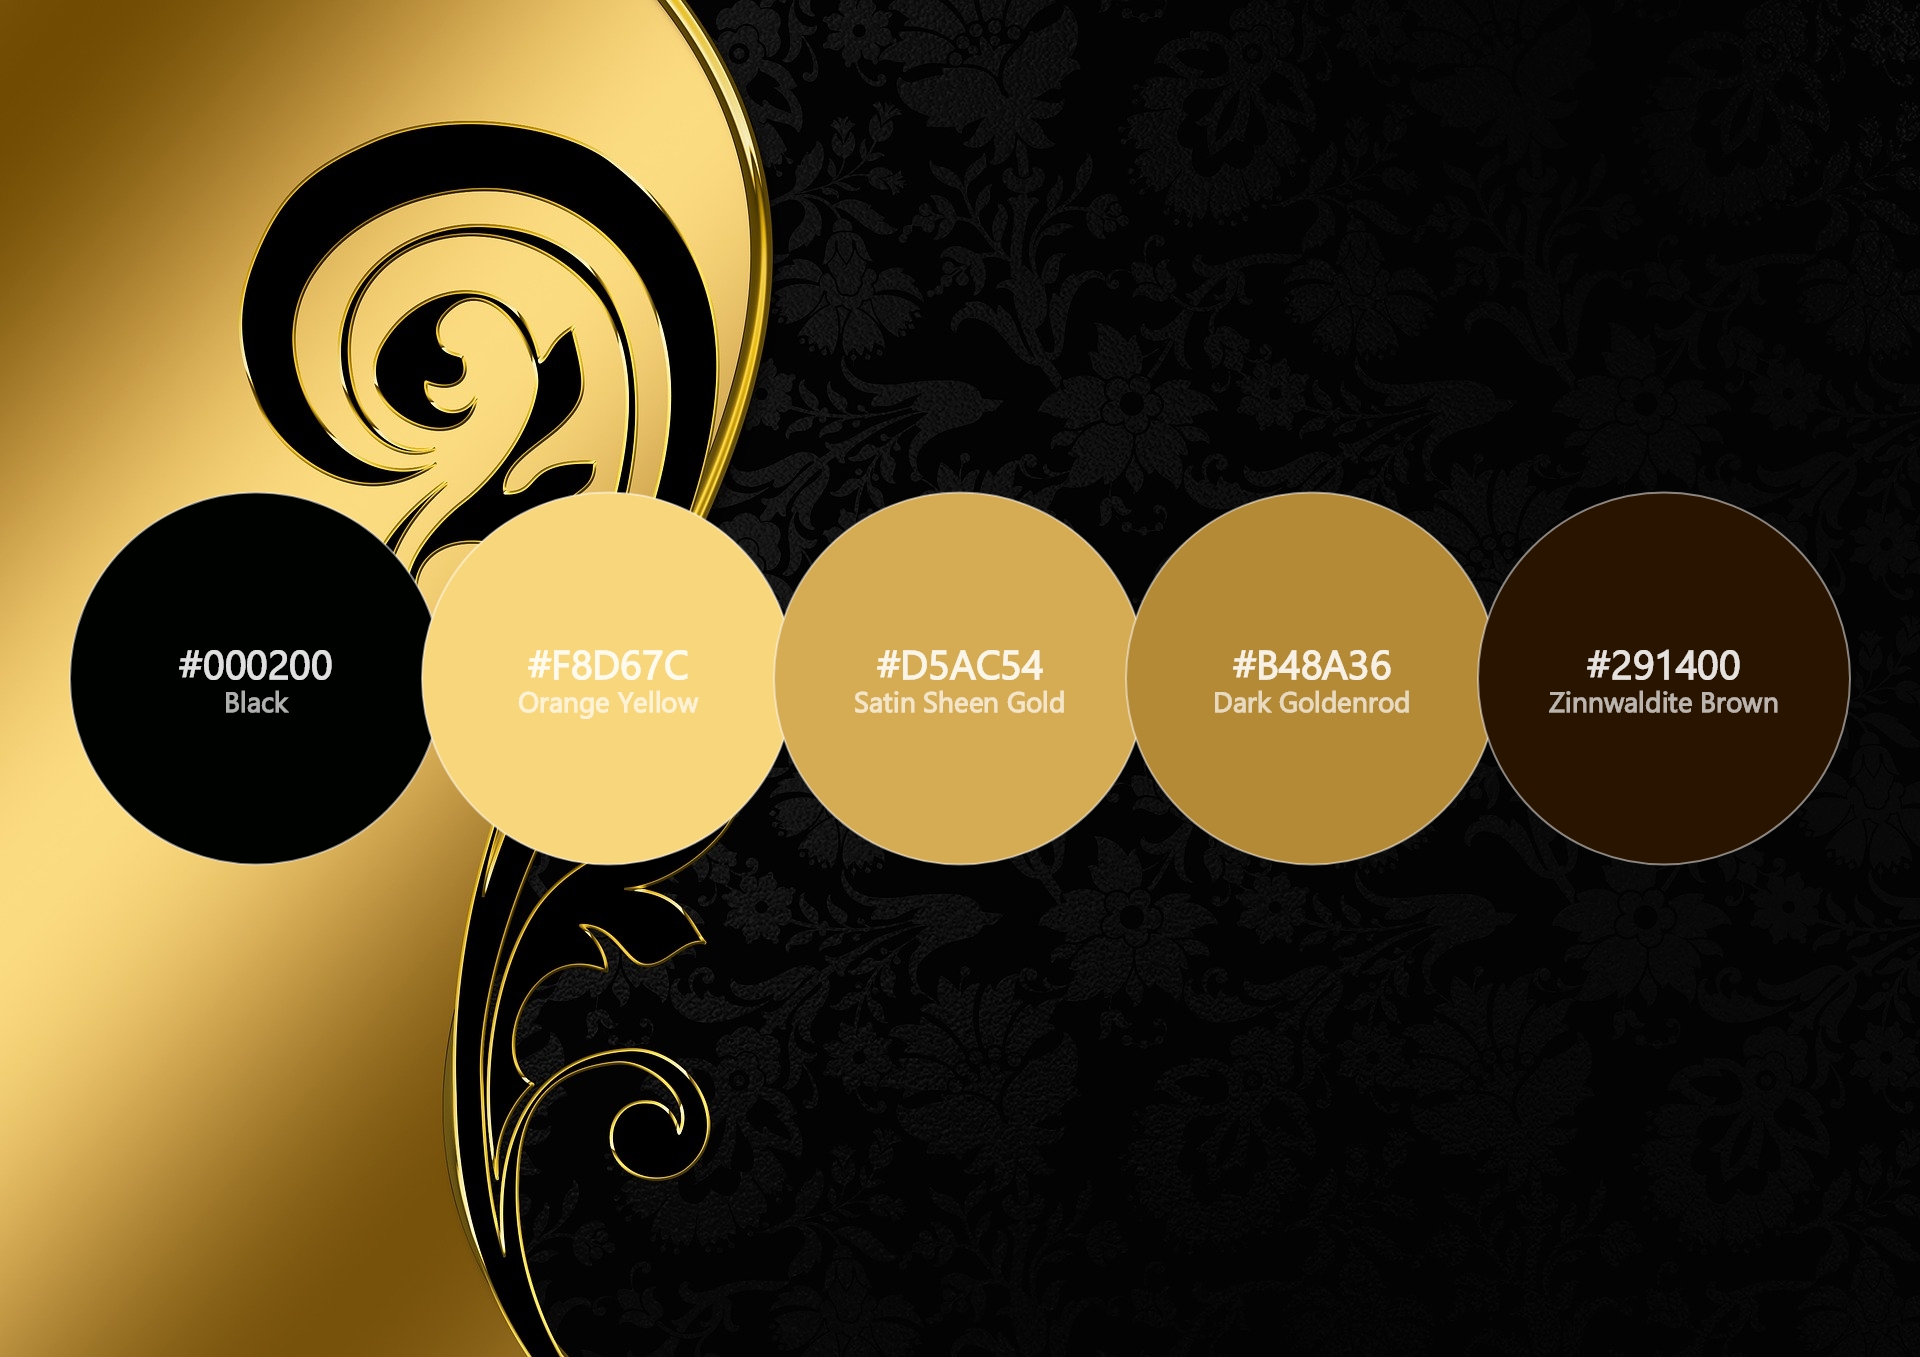 #000200
Black
#F8D67C
Orange Yellow
#D5AC54
Satin Sheen Gold
#B48A36
Dark Goldenrod
#291400
Zinnwaldite Brown